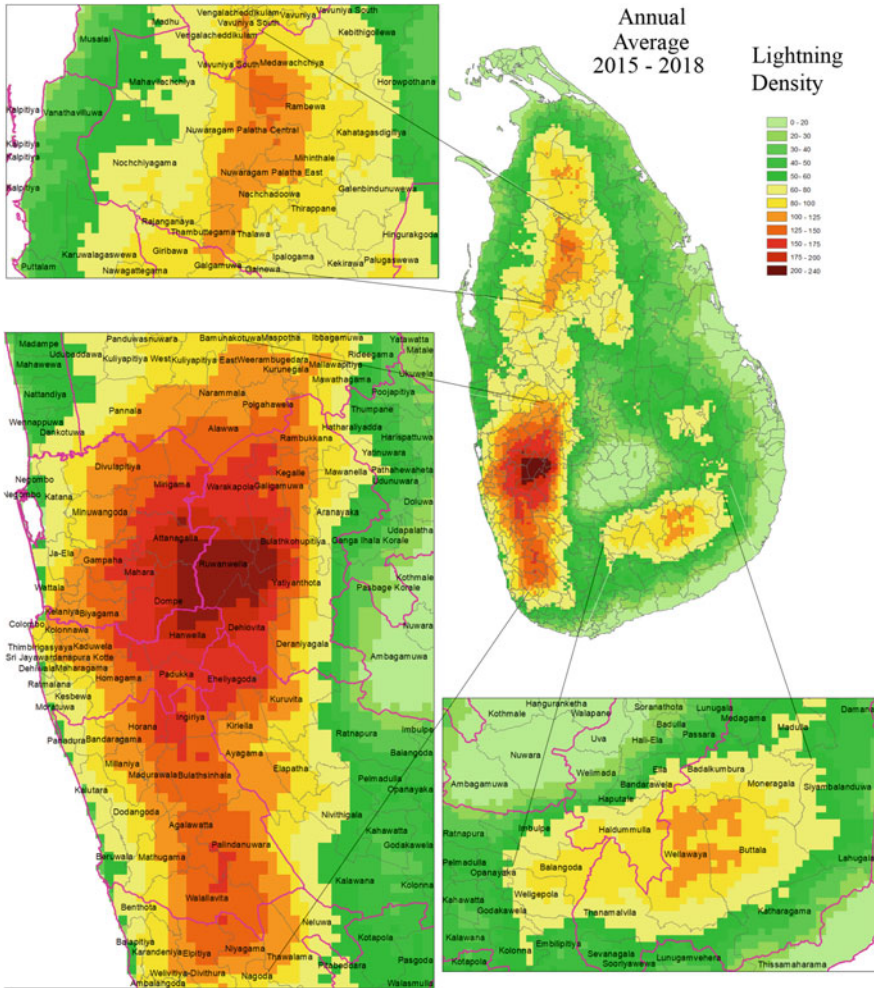 Annual
Average
2015 - 2018
Lightning
Density
0 - 20
20 - 30
30 - 40
40 - 50
50 - 60
60 - 80
80 - 100
100 - 125
125 - 150
150 - 175
175 - 200
200 - 240
Vengalacheddikulam Vavuniya Vavuniya South
Medhu Vavuniya South
Vengalacheddikulam Kebithigollewa
Musalai
Vavuniya South Medawachchiya
Mahavilachchiya Horowpothana
Kalpitiya Vanathavilluwa Rambewa
Nuwaragam Palatha Central Kahatagasdigiliya
Kalpitiya
Kalpitiya Mihinthale
Nochchiyagama
Nuwaragam Palatha East
Kalpitiya Nachchadoowa Galenbindunuwewa
Thirappane
Rajanganaya
Thambuttegama Thalawa Hingurakgoda
Karuwalagaswewa Giribawa Ipalogama Palugaswewa
Puttalam Galgamuwa Kekirawa
Nawagattegama Galnewa
Panduwasnuwara Bamuhakotuwa Maspotha Ibbagamuwa
Madampe Yatawatta
Udubaddawa Kuliyapitiya West Kuliyapitiya East Weerambugedara Rideegama Matale
Mahawewa Mallawapitiya
Kurunegala Ukuwela
Mawathagama
Nattandiya Narammala Poojapitiya
Pannala Polgahawela Thumpane
Wennappuwa Alawwa Hatharaliyadda
Dankotuwa Rambukkana Harispattuwa
Yatinuwara
Divulapitiya Kegalle Mawanella Pathahewaheta
Negombo Mirigama Warakapola Galigamuwa Udunuwara
Negombo Katana
Minuwangoda Aranayaka Doluwa
Attanagalla Udapalatha
Ja-Ela Bulathkohupitiya Ganga Ihala Korale
Gampaha Ruwanwella
Mahara Kothmale
Wattala Yatiyanthota Pasbage Korale
Dompe
Kelaniya Biyagama Nuwara
Colombo Kolonnawa Dehiovita
Hanwella
Thimbirigasyaya Kaduwela Deraniyagala
Sri Jayawardanapura Kotte Ambagamuwa
Dehiwala Maharagama Padukka
Ratmalana Homagama Eheliyagoda
Kesbewa Kuruvita
Moratuwa Ingiriya
Horana Kiriella Imbulpe
Panadura Bandaragama Ratnapura
Ayagama Balangoda
Millaniya Elapatha
Madurawala Bulathsinhala Pelmadulla
Kalutara Opanayaka
Dodangoda Nivithigala
Agalawatta Kahawatta
Beruwala Mathugama Palindanuwara Godakawela
Kalawana Kolonna
Walallavita
Benthota Neluwa
Balapitiya Kotapola
Karandeniya Elpitiya Niyagama
Thawalama Pasgoda
Welivitiya-Divithura Nagoda Pitabeddara
Ambalangoda Walasmulla
Hanguranketha Soranathota Lunugala Damana
Kothmale Walapane Badulla Medagama
Uva Passara Madulla
Nuwara Hali-Ela
Welimada Ella Badalkumbura
Ambagamuwa Bandarawela Moneragala Siyambalanduwa
Haputale
Ratnapura Imbulpe Haldummulla
Pelmadulla Wellawaya Buttala
Opanayaka Balangoda Lahugala
Kahawatta Weligepola
Godakawela Thanamalvila Katharagama
Kalawana Embilipitiya
Kolonna Sevanagala Lunugamvehera
Kotapola Sooriyawewa Thissamaharama